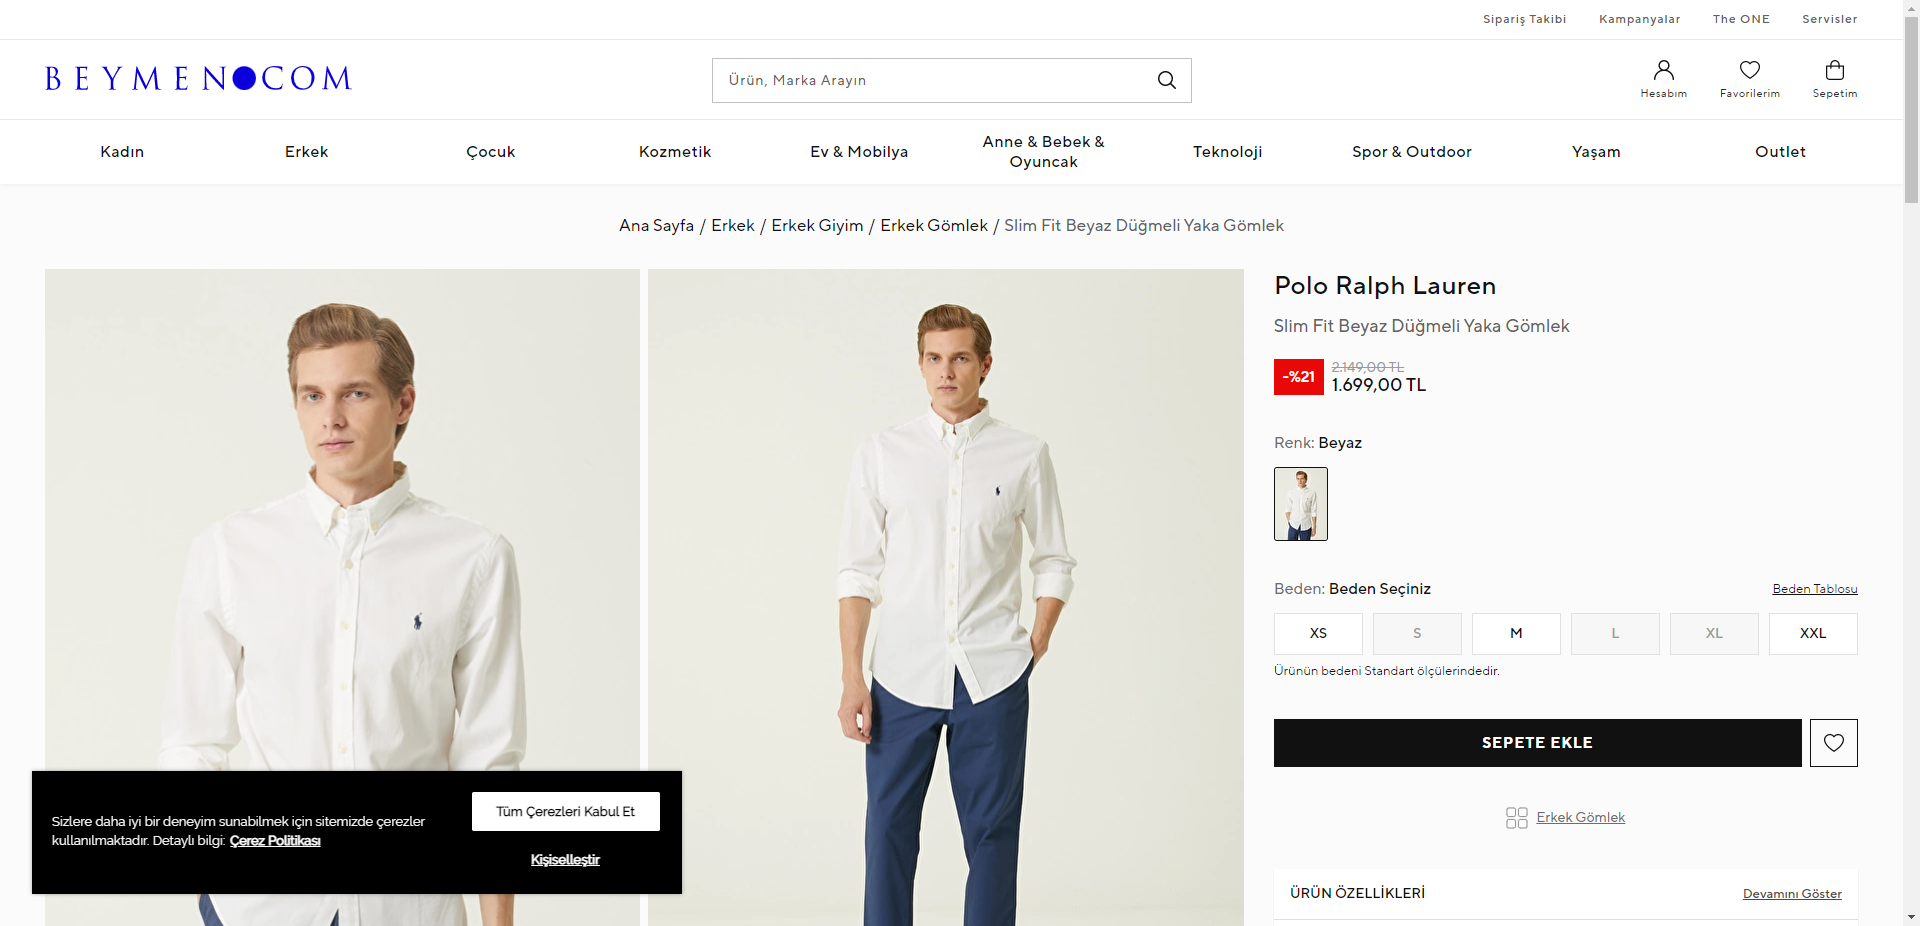 Sipariş Takibi
Kampanyalar
The ONE
Servisler
BEYMEN COM
Ürün, Marka Arayın
Hesabım
Favorilerim
Sepetim
Kadın
Erkek
Çocuk
Kozmetik
Ev & Mobilya
Anne & Bebek &
Oyuncak
Teknoloji
Spor & Outdoor
Yaşam
Outlet
Ana Sayfa / Erkek / Erkek Giyim / Erkek Gömlek / Slim Fit Beyaz Düğmeli Yaka Gömlek
Polo Ralph Lauren
Slim Fit Beyaz Düğmeli Yaka Gömlek
-%21
2.149,00 TL
1.699,00 TL
Renk: Beyaz
Beden: Beden Seçiniz
Beden Tablosu
XS
S
M
L
XL
XXL
Ürünün bedeni Standart ölçülerindedir.
SEPETE EKLE
Erkek Gömlek
ÜRÜN ÖZELLİKLERİ
Devamını Göster
Sizlere daha iyi bir deneyim sunabilmek için sitemizde çerezler
kullanılmaktadır. Detaylı bilgi: Çerez Politikası
Tüm Çerezleri Kabul Et
Kişiselleştir